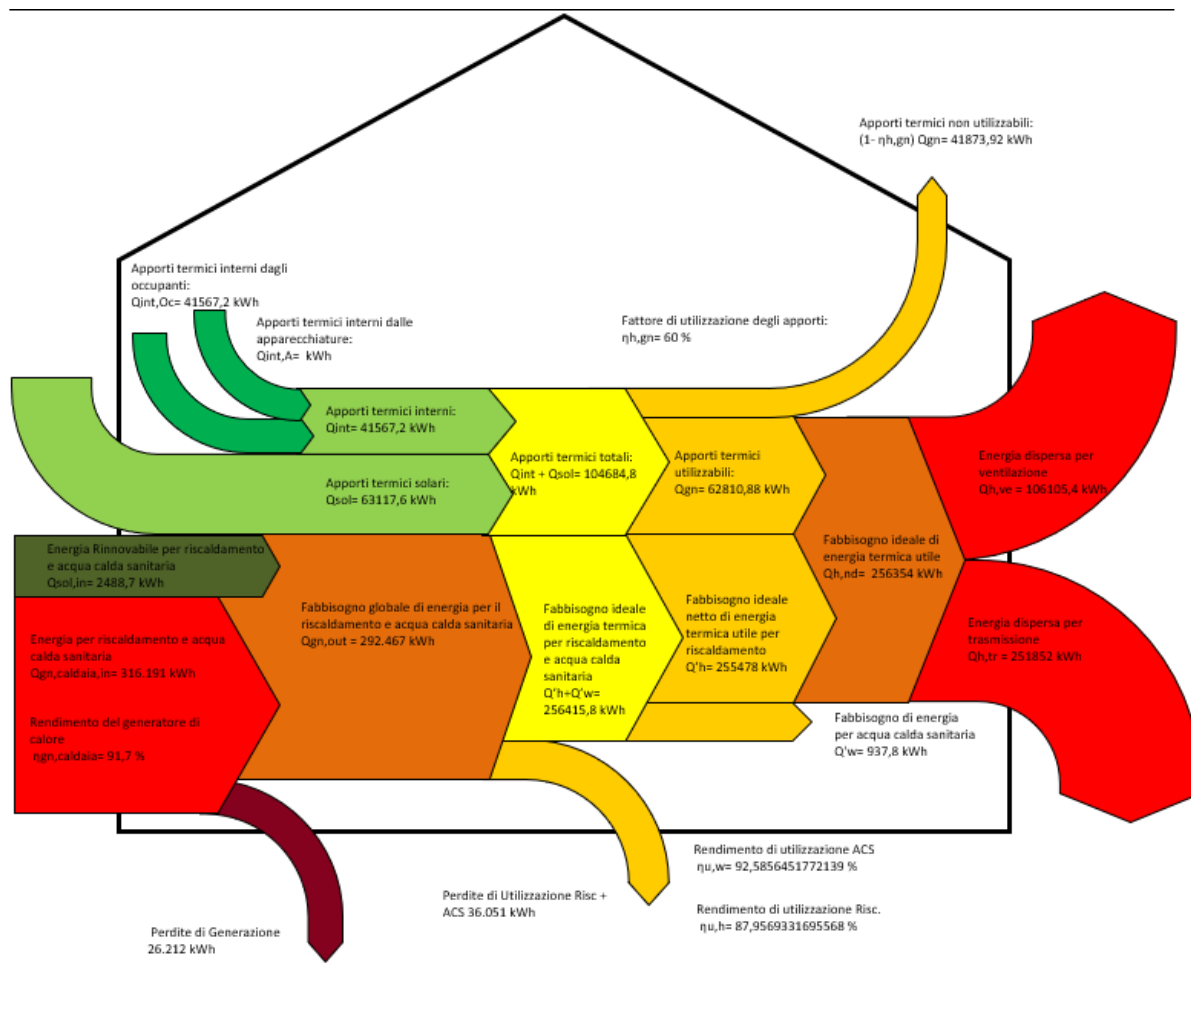 Apporti termici non utilizzabili:
(1- ηh,gn) Qgn= 41873,92 kWh
Apporti termici interni dagli
occupanti:
Qint,Oc= 41567,2 kWh
Apporti termici interni dalle
apparecchiature:
Qint,A=  kWh
Fattore di utilizzazione degli apporti:
ηh,gn= 60 %
Apporti termici interni:
Qint= 41567,2 kWh
Apporti termici solari:
Qsol= 63117,6 kWh
Apporti termici totali:
Qint + Qsol= 104684,8
kWh
Apporti termici
utilizzabili:
Qgn= 62810,88 kWh
Energia dispersa per
ventilazione
Qh,ve = 106105,4 kWh
Fabbisogno ideale di
energia termica utile
Qh,nd=  256354 kWh
Energia Rinnovabile per riscaldamento
e acqua calda sanitaria
Qsol,in= 2488,7 kWh
Energia per riscaldamento e acqua
calda sanitaria
Qgn,caldaia,in= 316.191 kWh
Rendimento del generatore di
calore
ηgn,caldaia= 91,7 %
Fabbisogno globale di energia per il
riscaldamento e acqua calda sanitaria
Qgn,out = 292.467 kWh
Fabbisogno ideale
di energia termica
per riscaldamento
e acqua calda
sanitaria
Q'h+Q'w=
256415,8 kWh
Fabbisogno ideale
netto di energia
termica utile per
riscaldamento
Q'h= 255478 kWh
Energia dispersa per
trasmissione
Qh,tr = 251852 kWh
Fabbisogno di energia
per acqua calda sanitaria
Q'w= 937,8 kWh
Rendimento di utilizzazione ACS
ηu,w= 92,5856451772139 %
Perdite di Utilizzazione Risc +
ACS 36.051 kWh
Rendimento di utilizzazione Risc.
ηu,h= 87,9569331695568 %
Perdite di Generazione
26.212 kWh